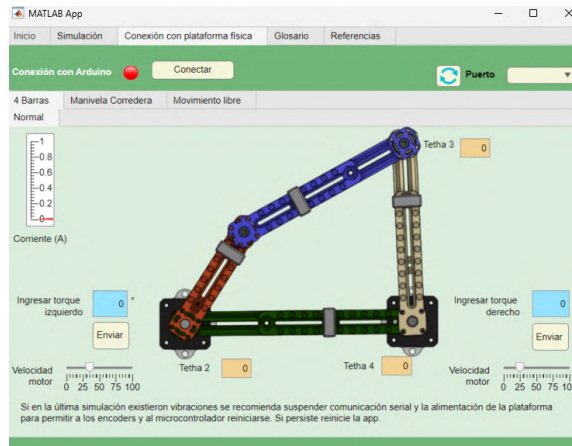 MATLAB App
Inicio Simulación Conexión con plataforma física Glosario Referencias
Conexión con Arduino Conectar Puerto
4 Barras Manivela Corredera Movimiento libre
Normal
1
0.8
0.6
0.4
0.2
0
Corriente (A)
Tetha 3 0
Ingresar torque izquierdo 0 °
Enviar
Ingresar torque derecho 0
Enviar
Tetha 2 0
Tetha 4 0
Velocidad motor 0 25 50 75 100
Velocidad motor 0 25 50 75 100
Si en la última simulación existieron vibraciones se recomienda suspender comunicación serial y la alimentación de la plataforma
para permitir a los encoders y al microcontrolador reiniciarse. Si persiste reinicie la app.